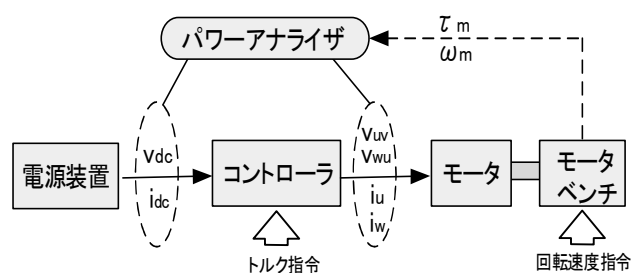 パワーアナライザ
τm
ωm
電源装置
vdc
idc
コントローラ
vuv
vwu
iu
iw
モータ
モータ
ベンチ
トルク指令
回転速度指令